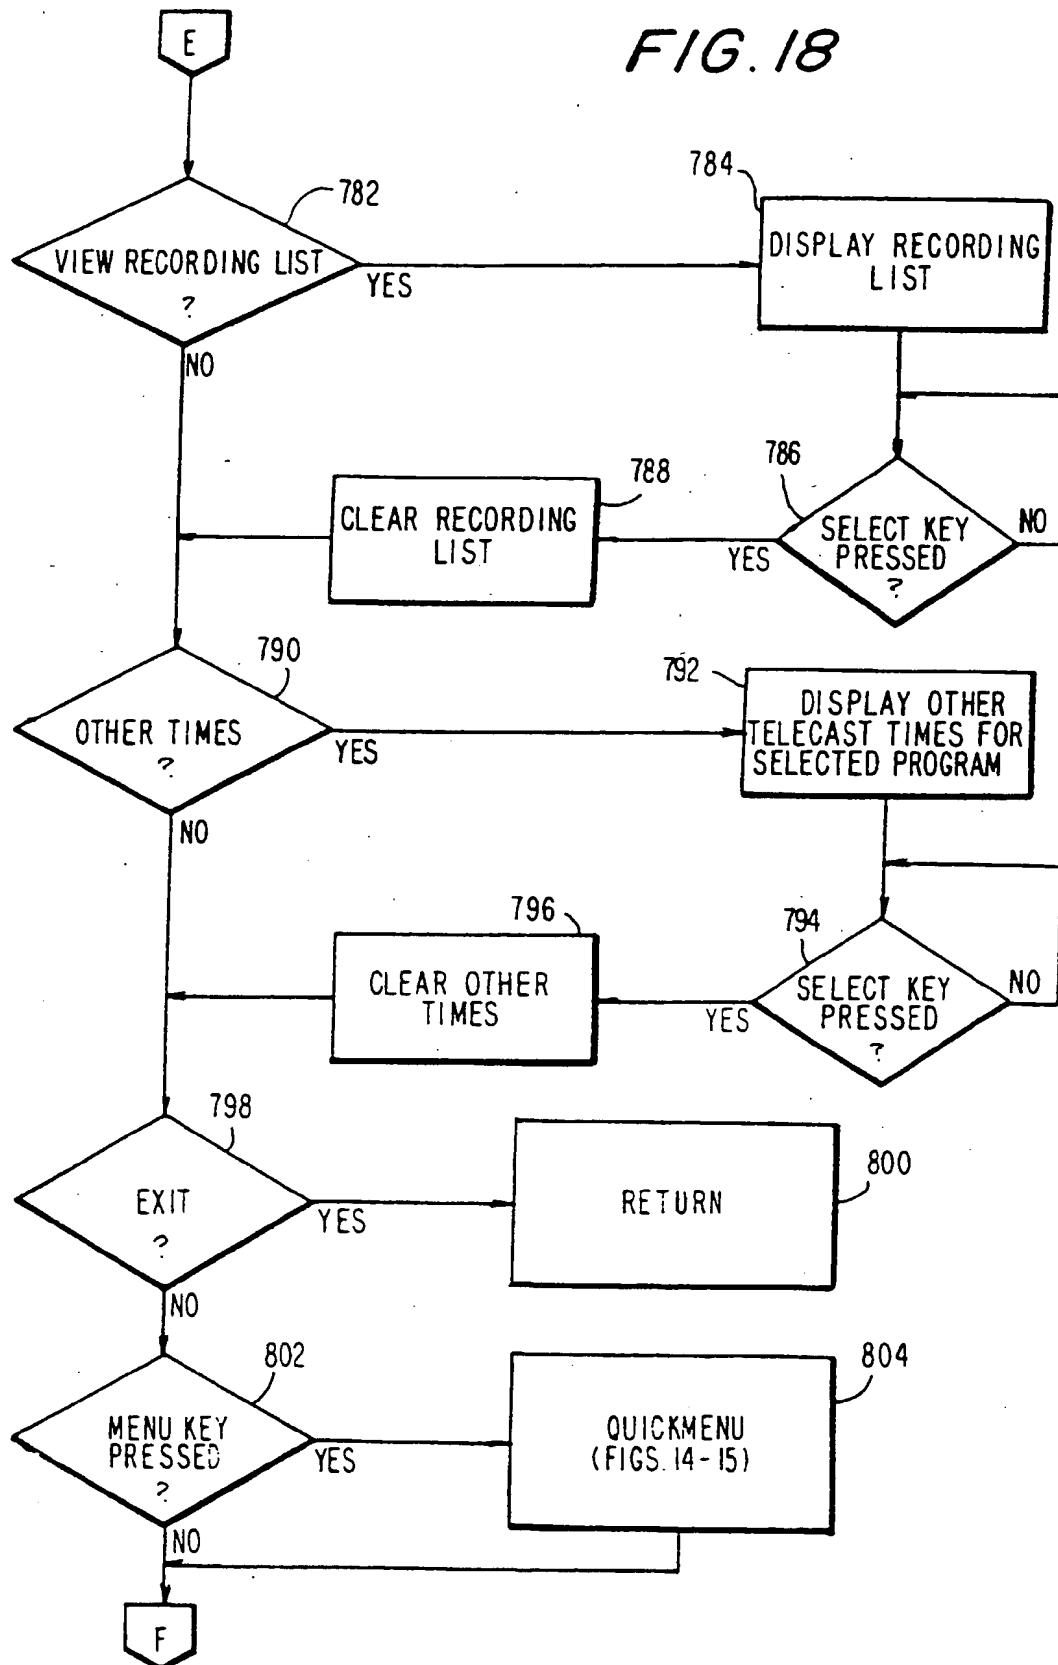 E
FIG. 18
782
784
VIEW RECORDING LIST
?
YES
NO
DISPLAY RECORDING
LIST
786
788
CLEAR RECORDING
LIST
SELECT KEY
PRESSED
?
YES
NO
790
792
OTHER TIMES
?
YES
NO
DISPLAY OTHER
TELECAST TIMES FOR
SELECTED PROGRAM
794
796
CLEAR OTHER
TIMES
SELECT KEY
PRESSED
?
YES
NO
798
EXIT
?
YES
NO
800
RETURN
802
MENU KEY
PRESSED
?
YES
NO
804
QUICKMENU
(FIGS. 14-15)
F